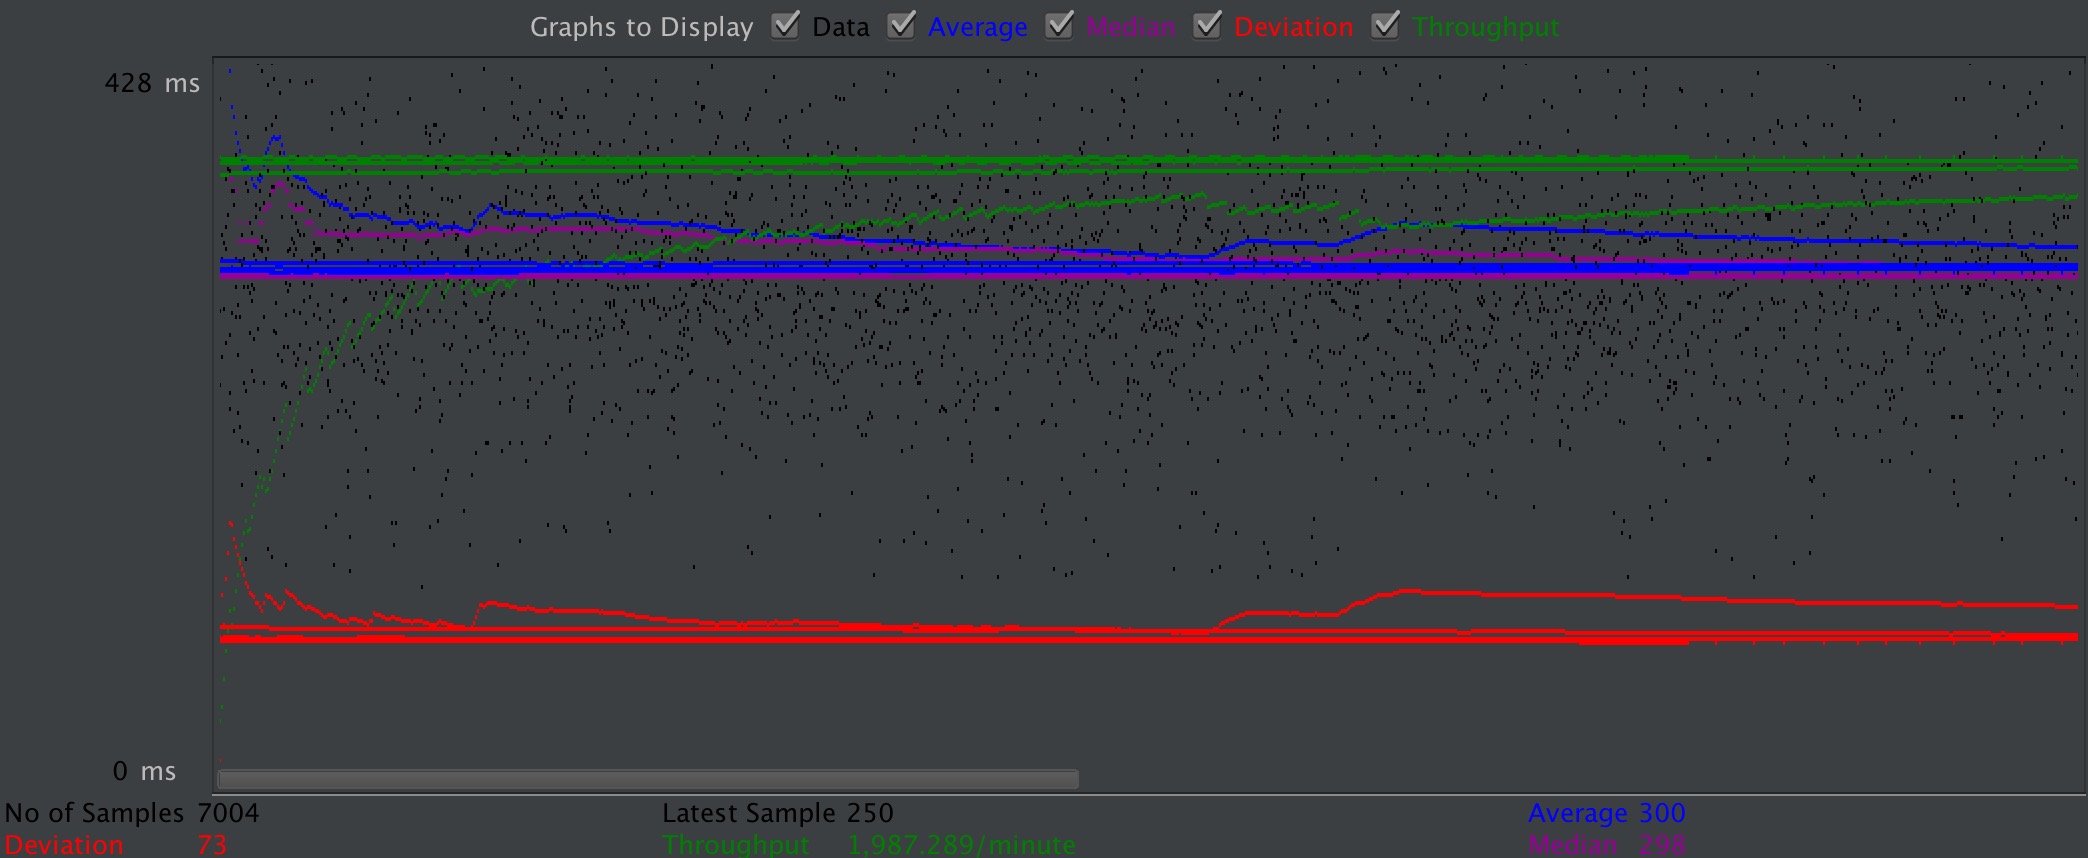 Graphs to Display Data Average Median Deviation Throughput
428 ms
0 ms
No of Samples 7004 Latest Sample 250 Average 300
Deviation 73 Throughput 1,987.289/minute Median 298